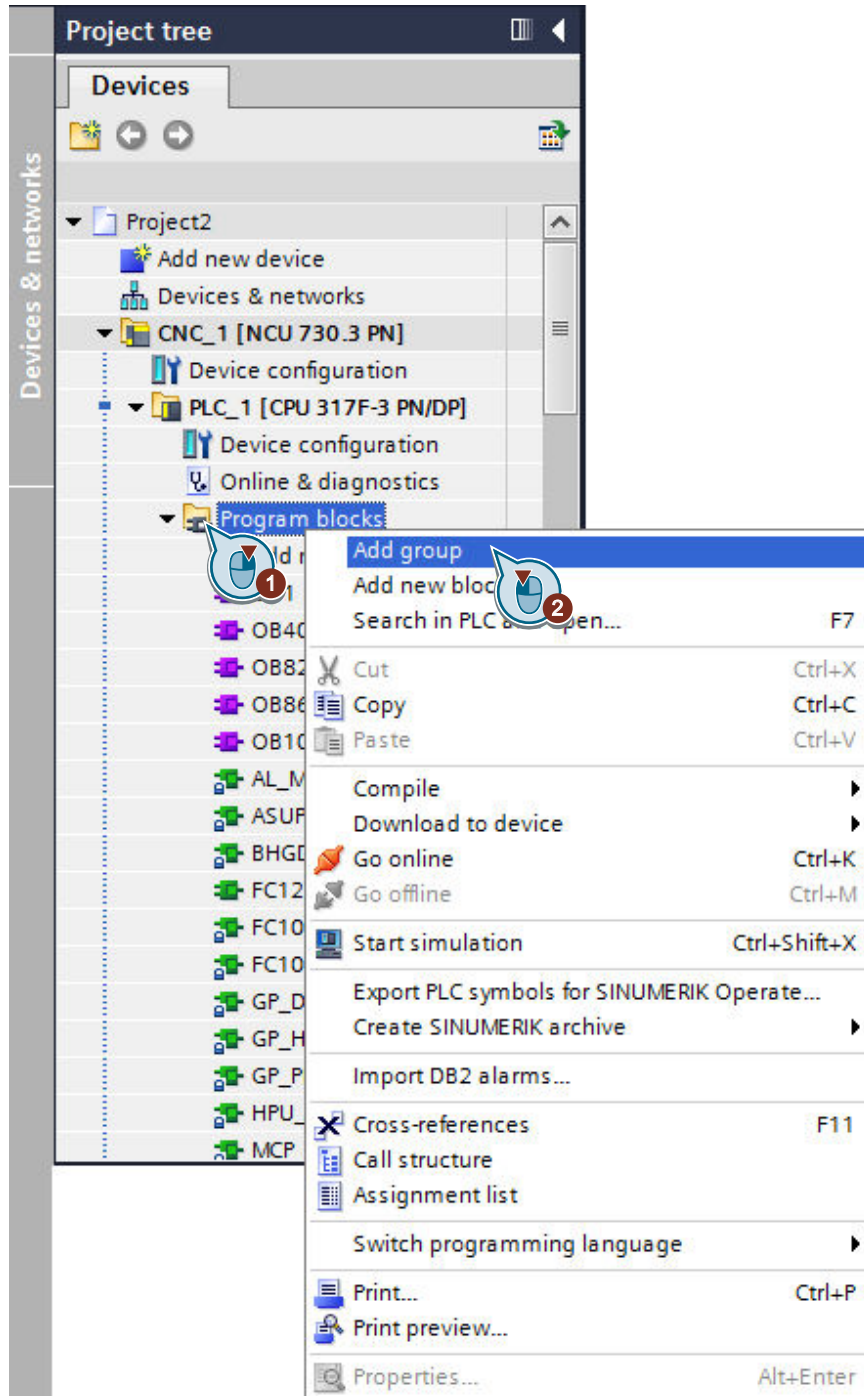 Project tree
Devices
Devices & networks
Project2
Add new device
Devices & networks
CNC_1 [NCU 730.3 PN]
Device configuration
PLC_1 [CPU 317F-3 PN/DP]
Device configuration
Online & diagnostics
Program blocks
1
OB40
OB82
OB86
OB10
AL_M
ASUP
BHGD
FC12
FC10
FC10
GP_D
GP_H
GP_P
HPU_
MCP
Add group
Add new bloc
2
Search in PLC a pen... F7
Cut Ctrl+X
Copy Ctrl+C
Paste Ctrl+V
Compile
Download to device
Go online Ctrl+K
Go offline Ctrl+M
Start simulation Ctrl+Shift+X
Export PLC symbols for SINUMERIK Operate...
Create SINUMERIK archive
Import DB2 alarms...
Cross-references F11
Call structure
Assignment list
Switch programming language
Print... Ctrl+P
Print preview...
Properties... Alt+Enter